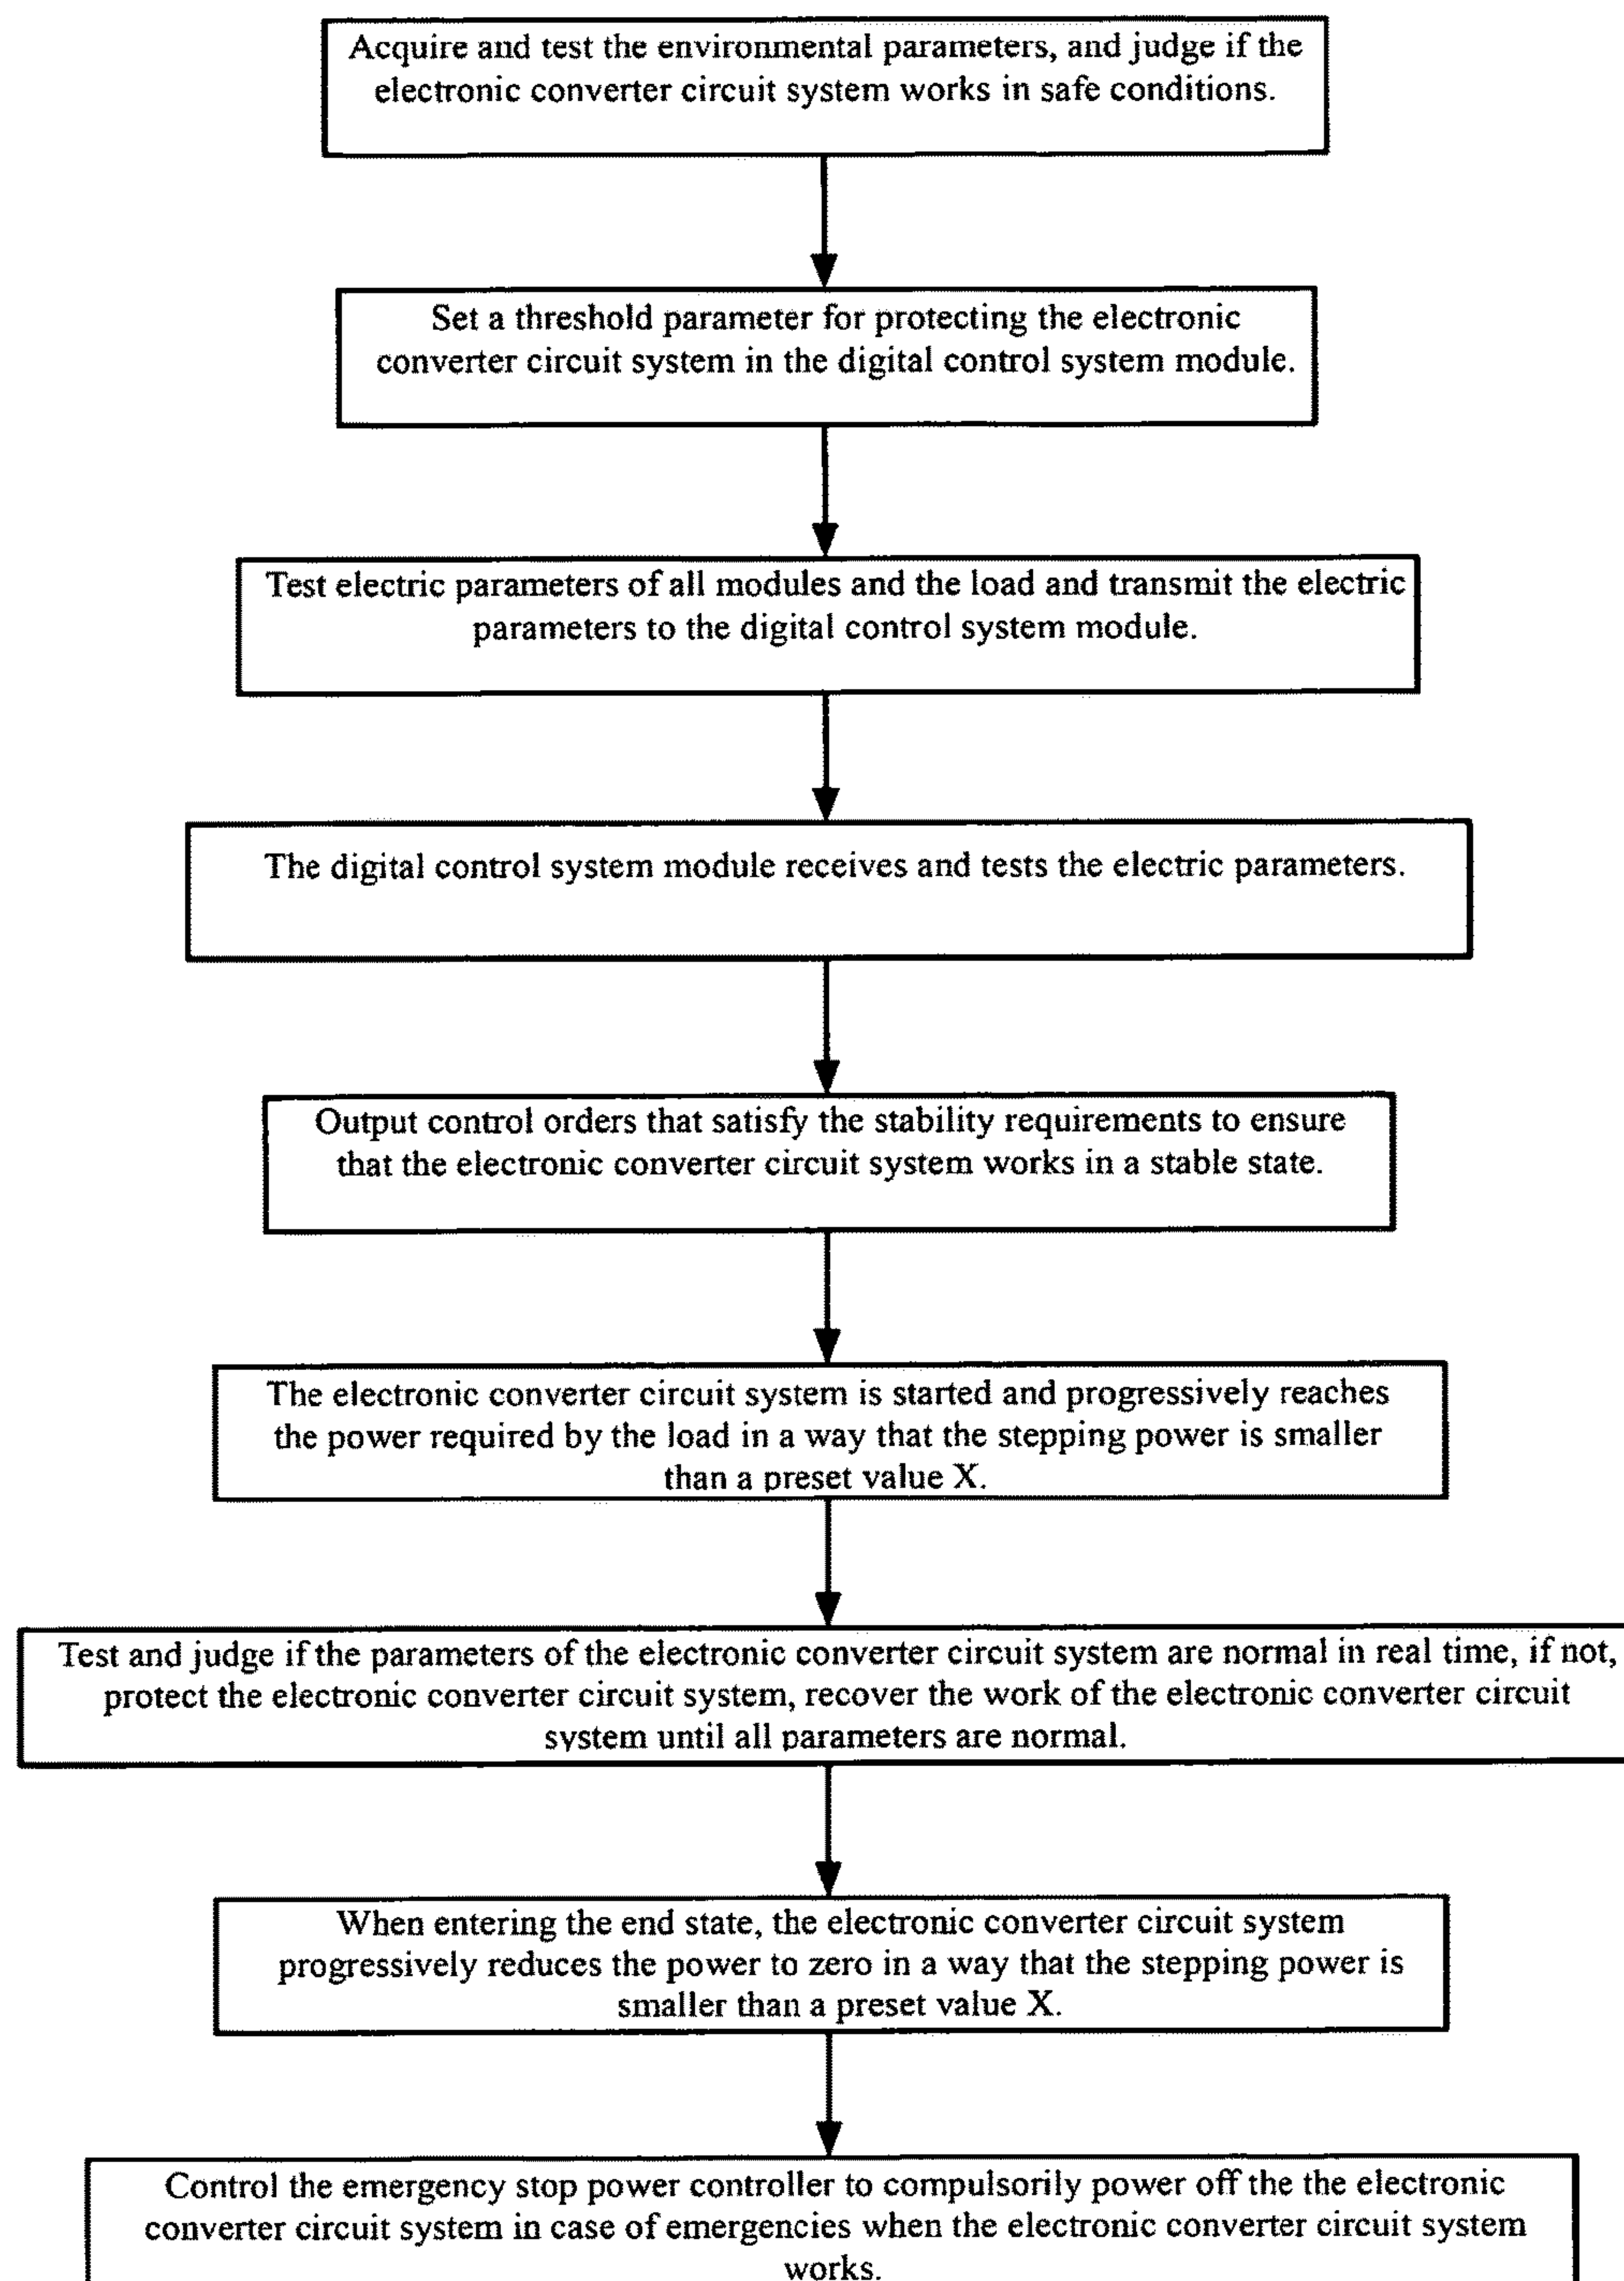 Acquire and test the environmental parameters, and judge if the
electronic converter circuit system works in safe conditions.
Set a threshold parameter for protecting the electronic
converter circuit system in the digital control system module.
Test electric parameters of all modules and the load and transmit the electric
parameters to the digital control system module.
The digital control system module receives and tests the electric parameters.
Output control orders that satisfy the stability requirements to ensure
that the electronic converter circuit system works in a stable state.
The electronic converter circuit system is started and progressively reaches
the power required by the load in a way that the stepping power is smaller
than a preset value X.
Test and judge if the parameters of the electronic converter circuit system are normal in real time, if not,
protect the electronic converter circuit system, recover the work of the electronic converter circuit
system until all parameters are normal.
When entering the end state, the electronic converter circuit system
progressively reduces the power to zero in a way that the stepping power is
smaller than a preset value X.
Control the emergency stop power controller to compulsorily power off the the electronic
converter circuit system in case of emergencies when the electronic converter circuit system
works.